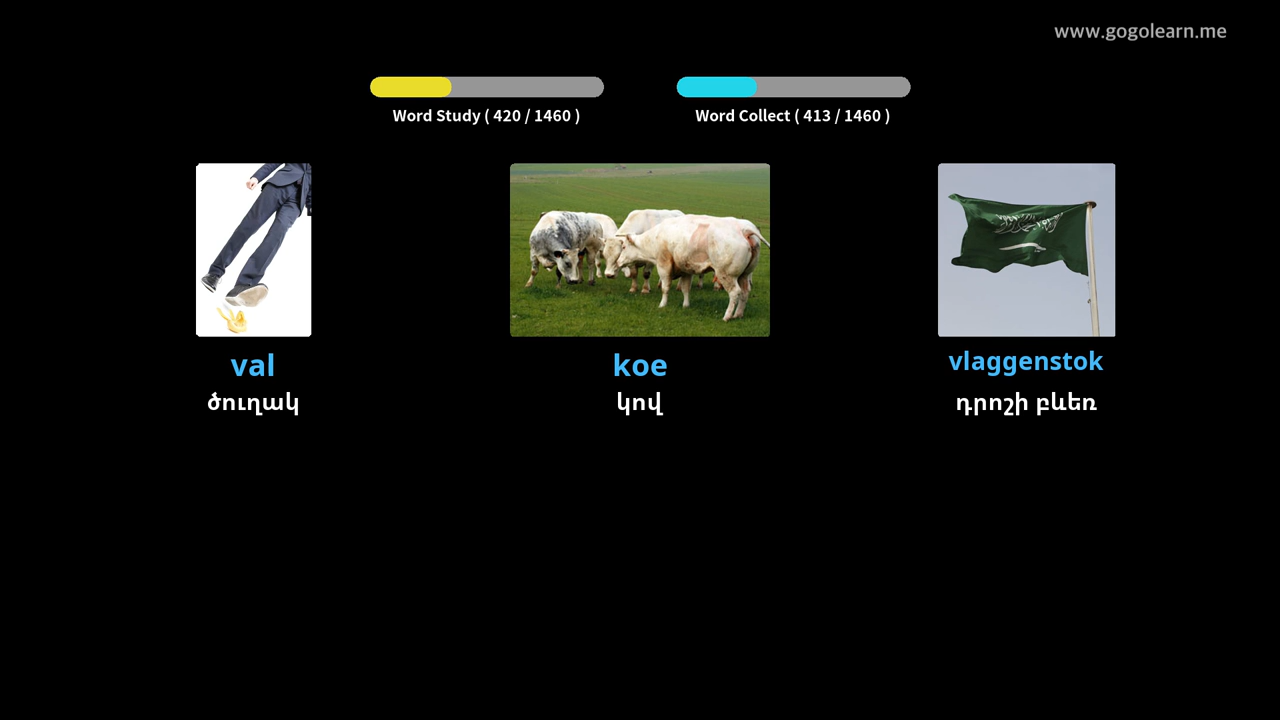 www.gogolearn.me
Word Study ( 420 / 1460 )
Word Collect ( 413 / 1460 )
val
koe
vlaggenstok
ծուղակ
կով
դրոշի բևեռ